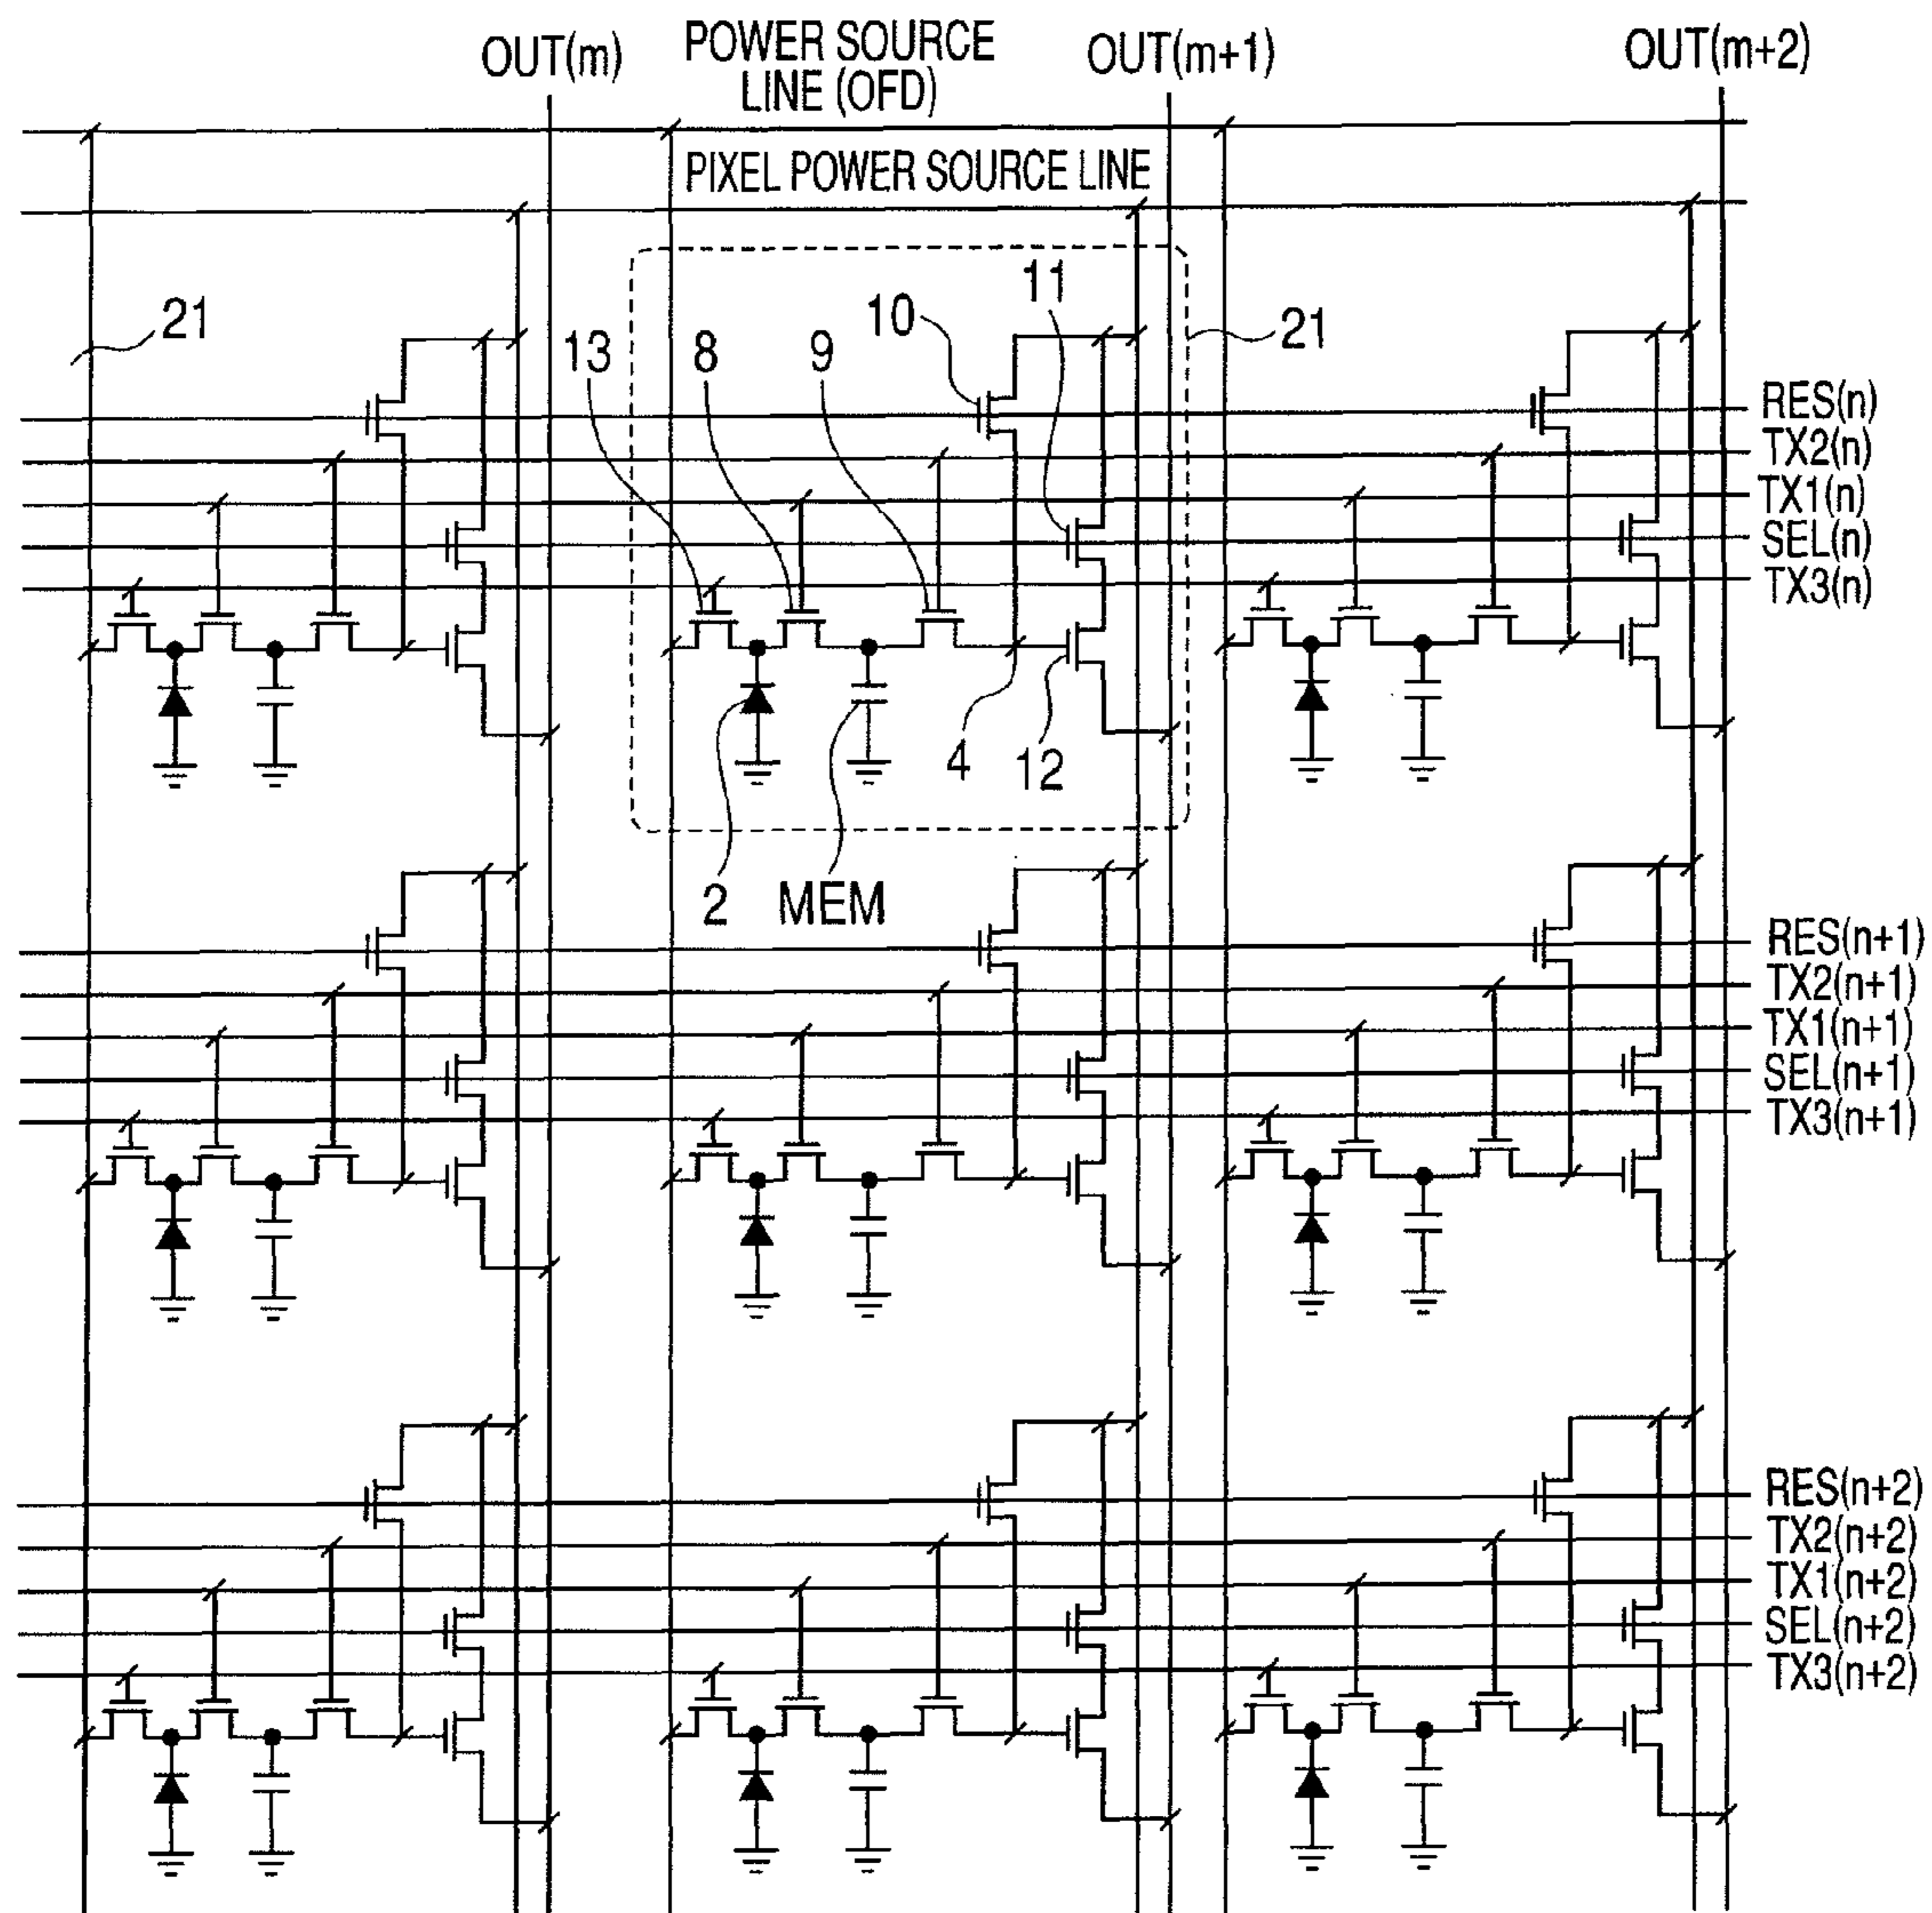 OUT(m)
POWER SOURCE
LINE (OFD)
OUT(m+1)
OUT(m+2)
PIXEL POWER SOURCE LINE
21
13
8
9
10
11
21
RES(n)
TX2(n)
TX1(n)
SEL(n)
TX3(n)
4
12
2
MEM
RES(n+1)
TX2(n+1)
TX1(n+1)
SEL(n+1)
TX3(n+1)
RES(n+2)
TX2(n+2)
TX1(n+2)
SEL(n+2)
TX3(n+2)